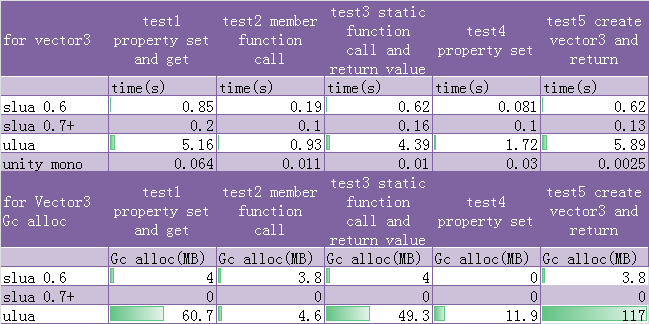 for vector3 test1 property set and get test2 member function call test3 static function call and return value test4 property set test5 create vector3 and return
time(s) time(s) time(s) time(s) time(s)
slua 0.6 0.85 0.19 0.62 0.081 0.62
slua 0.7+ 0.2 0.1 0.16 0.1 0.13
ulua 5.16 0.93 4.39 1.72 5.89
unity mono 0.064 0.011 0.01 0.03 0.0025
for Vector3 Gc alloc test1 property set and get test2 member function call test3 static function call and return value test4 property set test5 create vector3 and return
Gc alloc(MB) Gc alloc(MB) Gc alloc(MB) Gc alloc(MB) Gc alloc(MB)
slua 0.6 4 3.8 4 0 3.8
slua 0.7+ 0 0 0 0 0
ulua 60.7 4.6 49.3 11.9 117